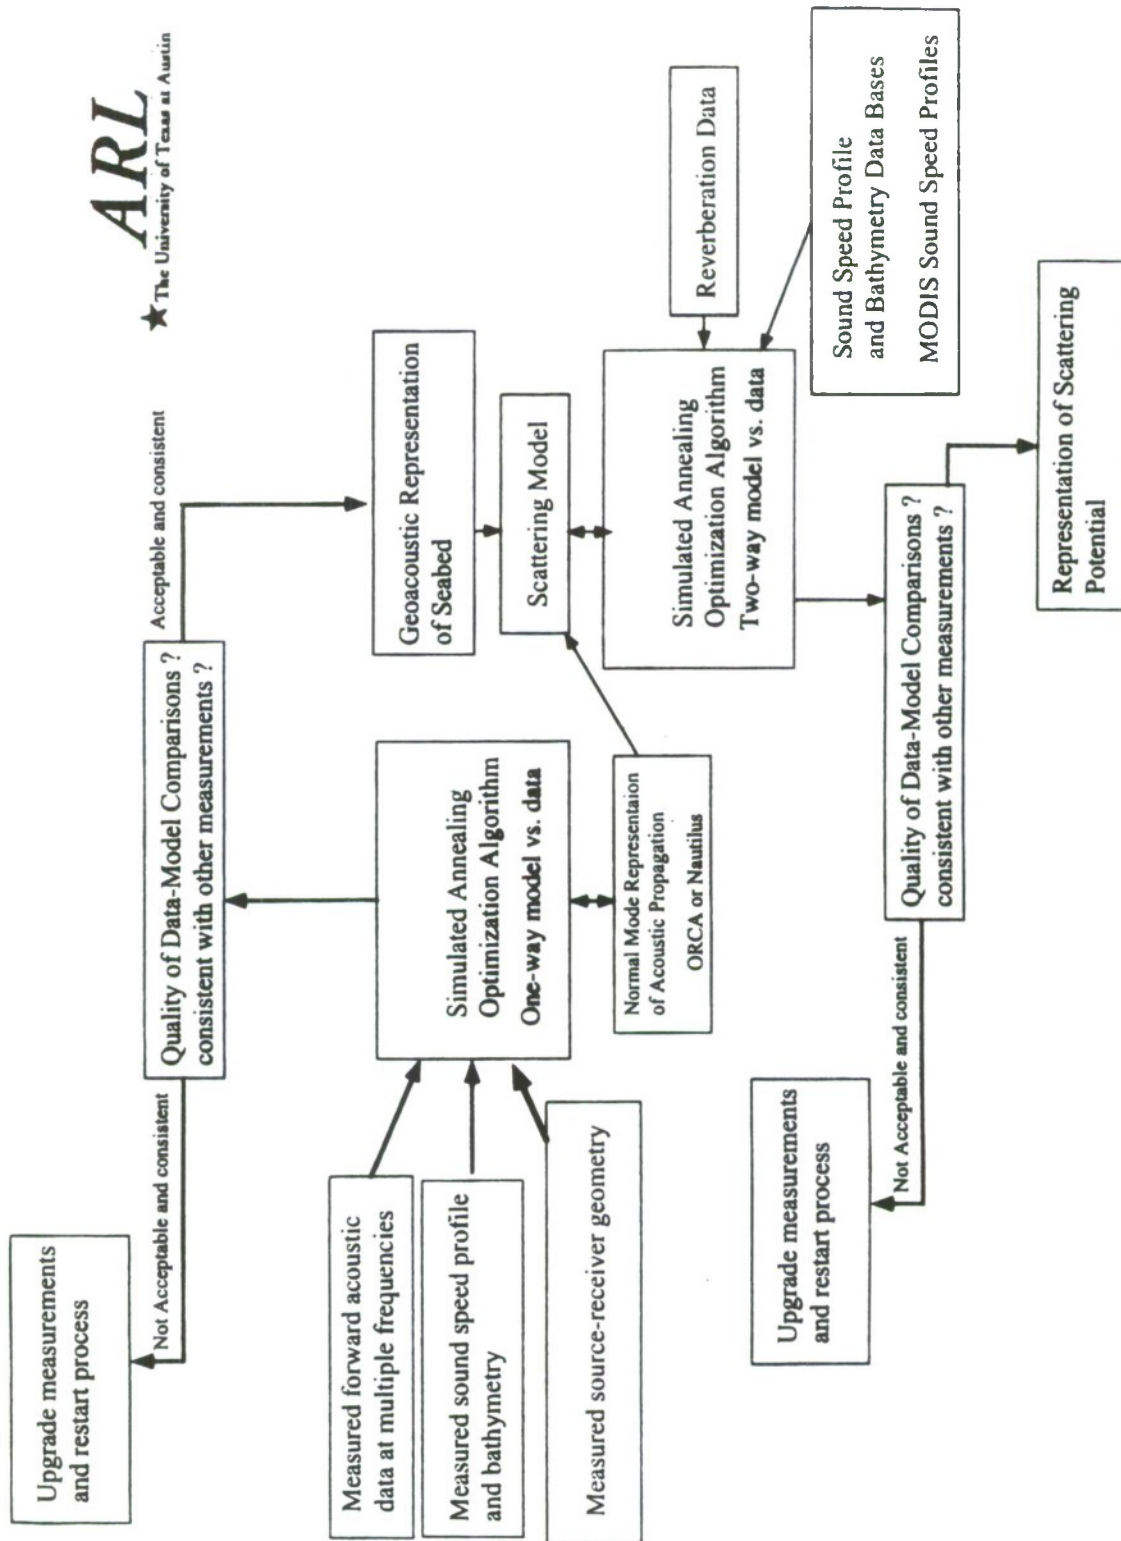 ARL
The University of Texas at Austin
Upgrade measurements
and restart process
Not Acceptable and consistent
Quality of Data-Model Comparisons ?
consistent with other measurements ?
Acceptable and consistent
Measured forward acoustic
data at multiple frequencies
Measured sound speed profile
and bathymetry
Measured source-receiver geometry
Simulated Annealing
Optimization Algorithm
One-way model vs. data
Normal Mode Representaion
of Acoustic Propagation
ORCA or Nautilus
Geoacoustic Representation
of Seabed
Scattering Model
Simulated Annealing
Optimization Algorithm
Two-way model vs. data
Reverberation Data
Sound Speed Profile
and Bathymetry Data Bases
MODIS Sound Speed Profiles
Upgrade measurements
and restart process
Not Acceptable and consistent
Quality of Data-Model Comparisons ?
consistent with other measurements ?
Representation of Scattering
Potential